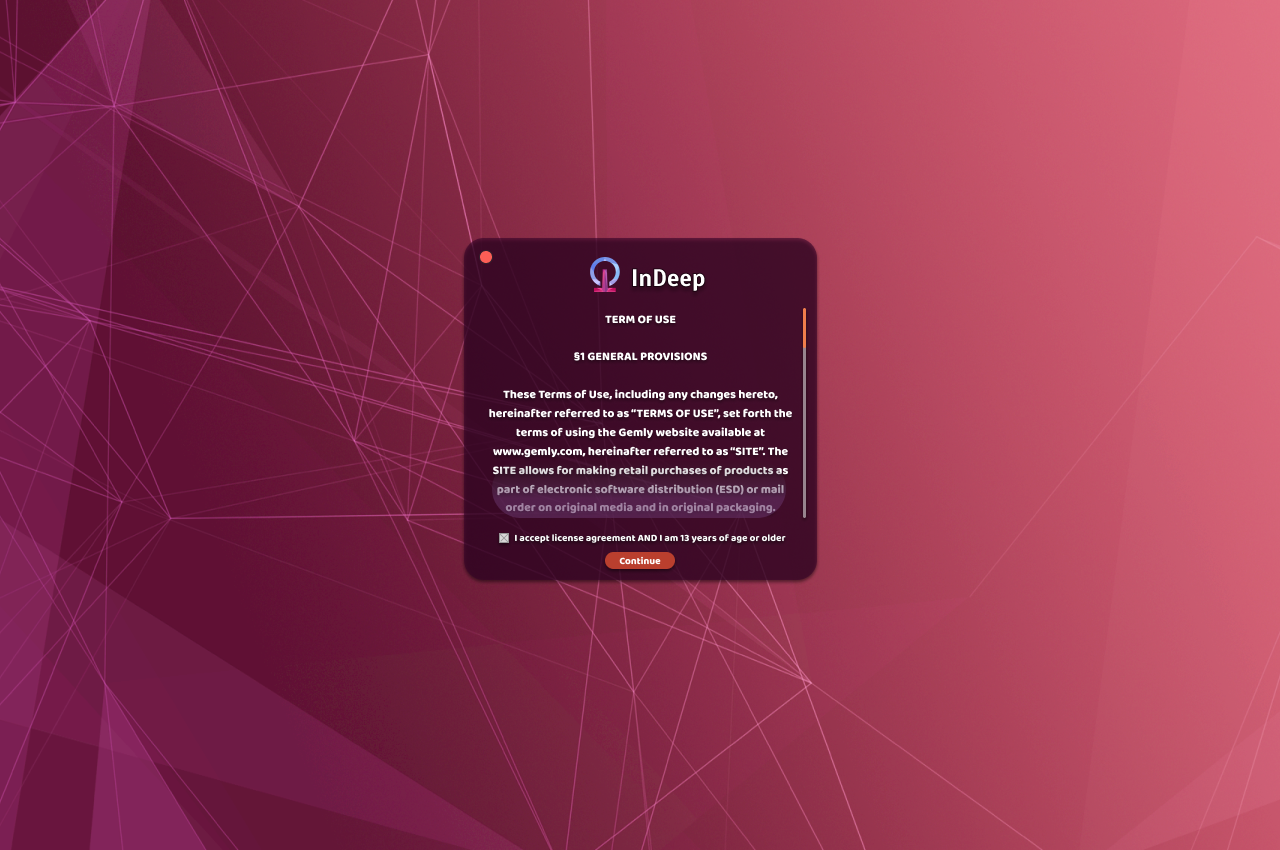 InDeep
TERM OF USE
§1 GENERAL PROVISIONS
These Terms of Use, including any changes hereto,
hereinafter referred to as “TERMS OF USE”, set forth the
terms of using the Gemly website available at
www.gemly.com, hereinafter referred to as “SITE”. The
SITE allows for making retail purchases of products as
part of electronic software distribution (ESD) or mail
order on original media and in original packaging.
I accept license agreement AND I am 13 years of age or older
Continue